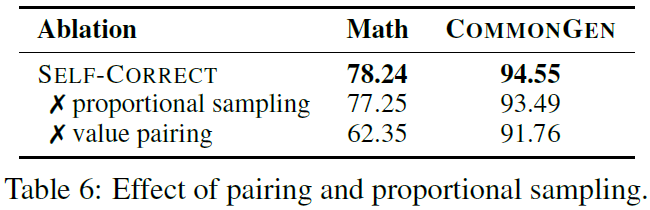 Ablation Math COMMONGEN
SELF-CORRECT 78.24 94.55
✗ proportional sampling 77.25 93.49
✗ value pairing 62.35 91.76
Table 6: Effect of pairing and proportional sampling.